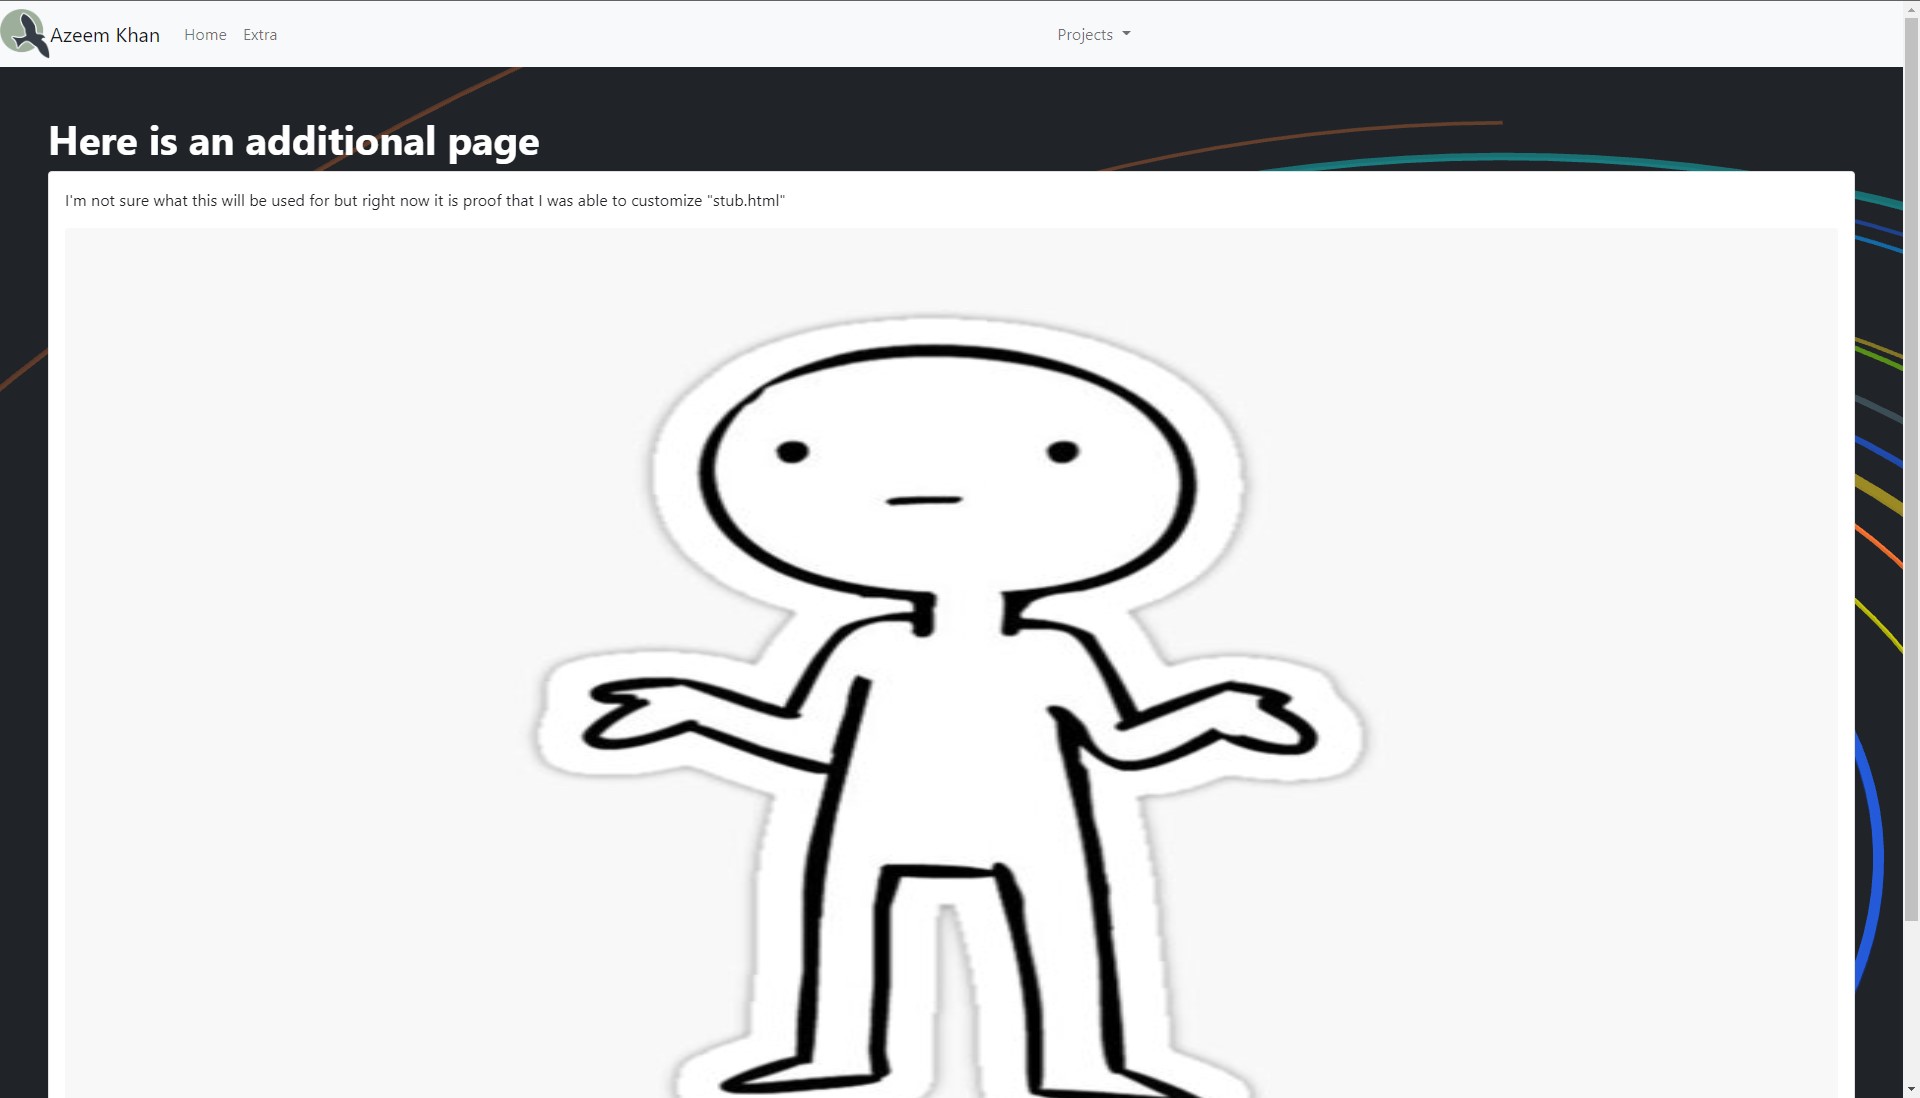 Azeem Khan Home Extra Projects
Here is an additional page
I'm not sure what this will be used for but right now it is proof that I was able to customize "stub.html"